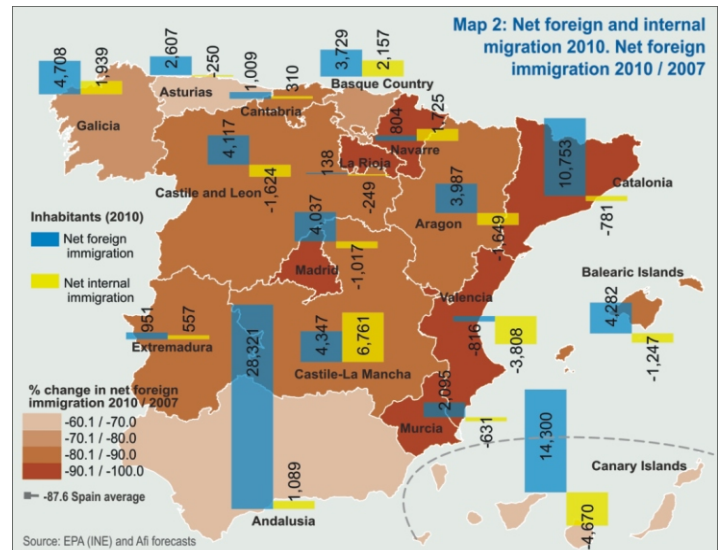 Map 2: Net foreign and internal
migration 2010. Net foreign
immigration 2010 / 2007
4,708
1,939
Galicia
2,607
-250
Asturias
1,009
310
Cantabria
3,729
2,157
Basque Country
804
1,725
Navarre
138
-249
La Rioja
4,117
-1,624
Castile and Leon
3,987
-1,649
Aragon
10,753
-781
Catalonia
Inhabitants (2010)
Net foreign
immigration
Net internal
immigration
4,037
-1,017
Madrid
Balearic Islands
4,282
-1,247
Valencia
-816
-3,808
951
557
Extremadura
28,321
1,089
Andalusia
4,347
6,761
Castile-La Mancha
2,095
-631
Murcia
14,300
-4,670
Canary Islands
% change in net foreign
immigration 2010 / 2007
-60.1 / -70.0
-70.1 / -80.0
-80.1 / -90.0
-90.1 / -100.0
-87.6 Spain average
Source: EPA (INE) and Afi forecasts